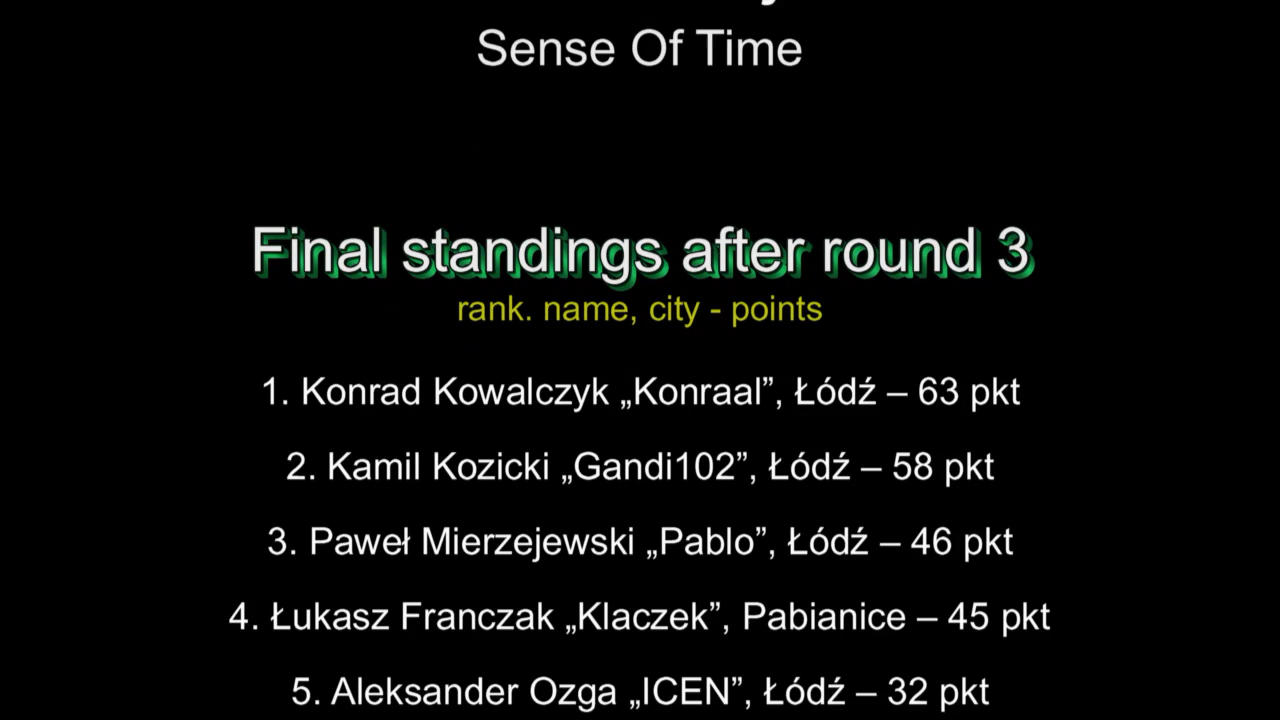 Sense Of Time
Final standings after round 3
rank. name, city - points
1. Konrad Kowalczyk „Konraal”, Łódź – 63 pkt
2. Kamil Kozicki „Gandi102”, Łódź – 58 pkt
3. Paweł Mierzejewski „Pablo”, Łódź – 46 pkt
4. Łukasz Franczak „Klaczek”, Pabianice – 45 pkt
5. Aleksander Ozga „ICEN”, Łódź – 32 pkt